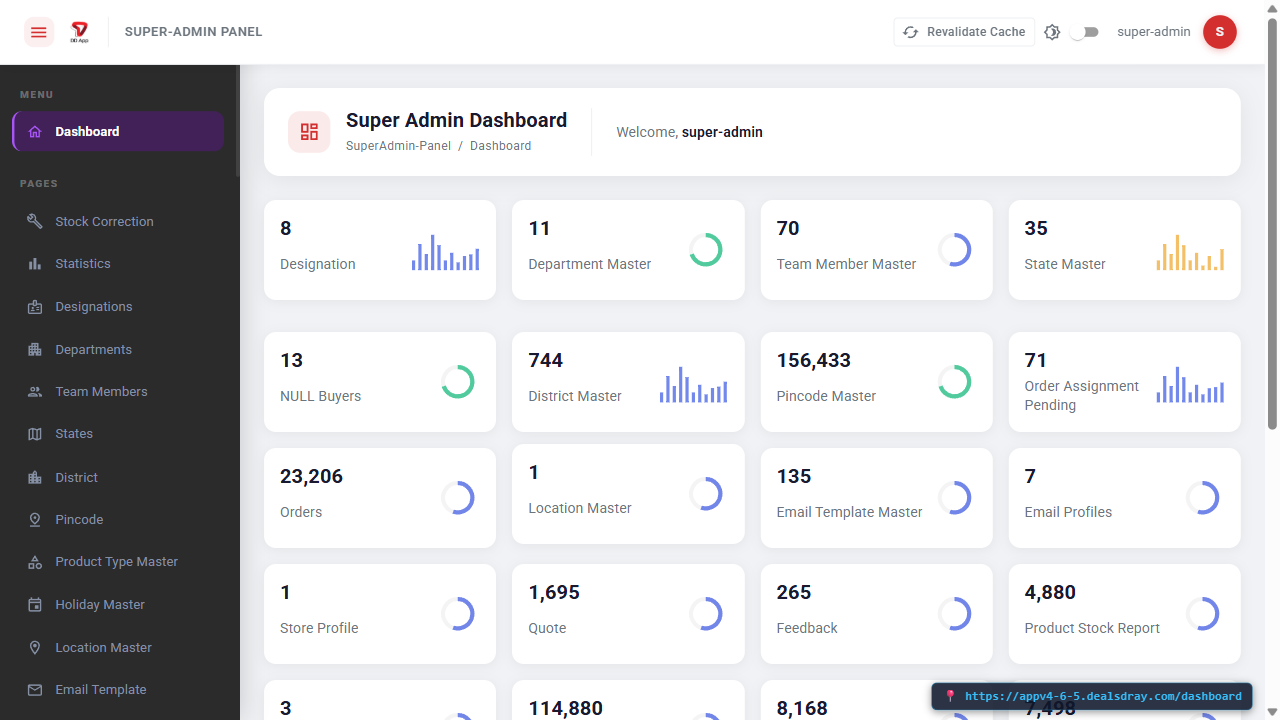 DD App
SUPER-ADMIN PANEL
Revalidate Cache
super-admin
S
MENU
Dashboard
PAGES
Stock Correction
Statistics
Designations
Departments
Team Members
States
District
Pincode
Product Type Master
Holiday Master
Location Master
Email Template
Super Admin Dashboard
SuperAdmin-Panel / Dashboard
Welcome, super-admin
8
Designation
11
Department Master
70
Team Member Master
35
State Master
13
NULL Buyers
744
District Master
156,433
Pincode Master
71
Order Assignment
Pending
23,206
Orders
1
Location Master
135
Email Template Master
7
Email Profiles
1
Store Profile
1,695
Quote
265
Feedback
4,880
Product Stock Report
3
114,880
8,168
7,498
https://appv4-6-5.dealsdray.com/dashboard